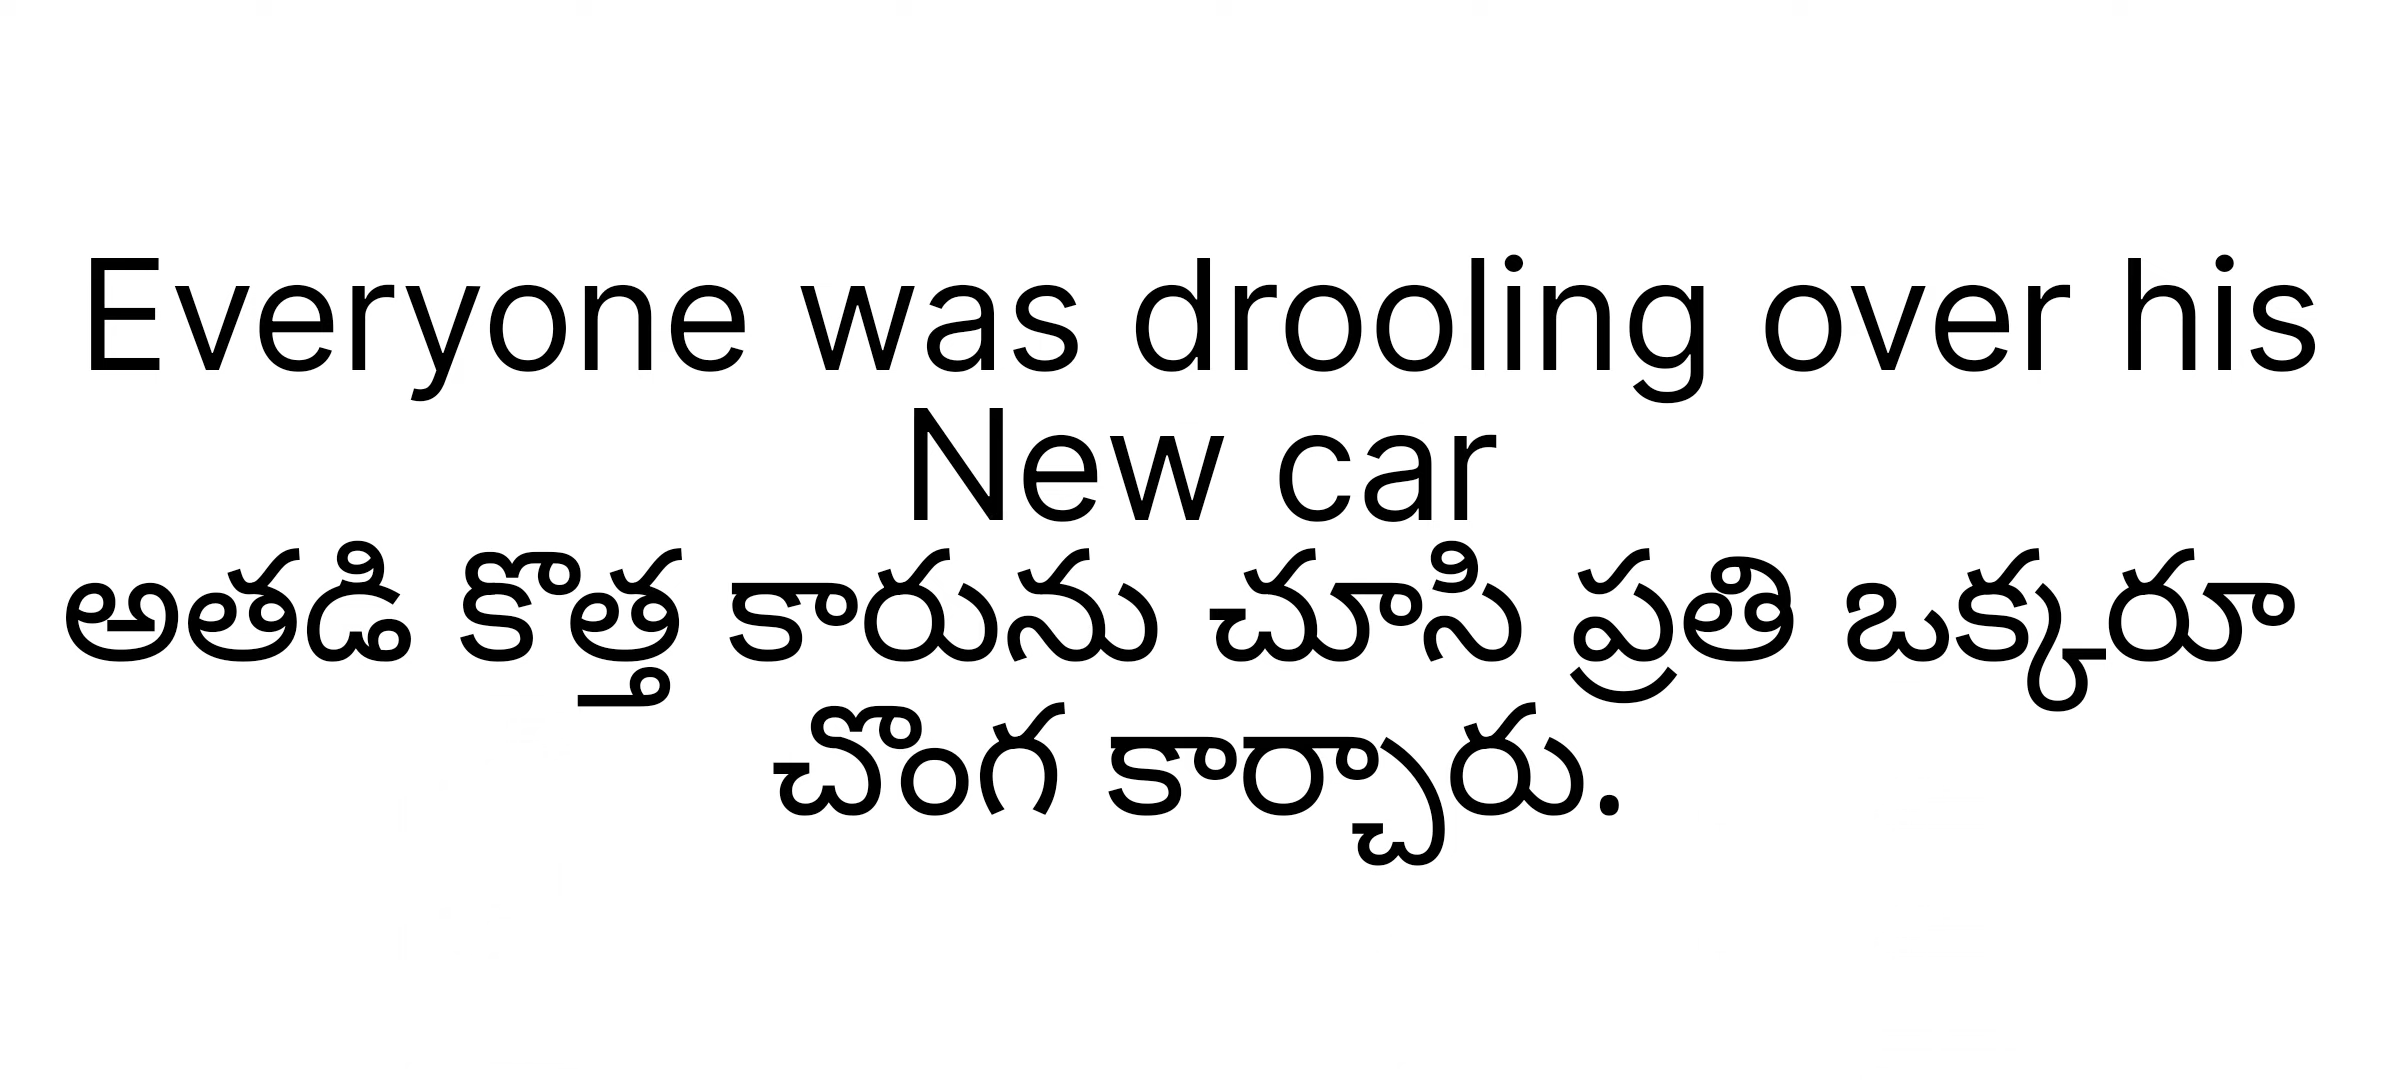 Everyone was drooling over his
New car
అతడి కొత్త కారును చూసి ప్రతి ఒక్కరూ
చొంగ కార్చారు.